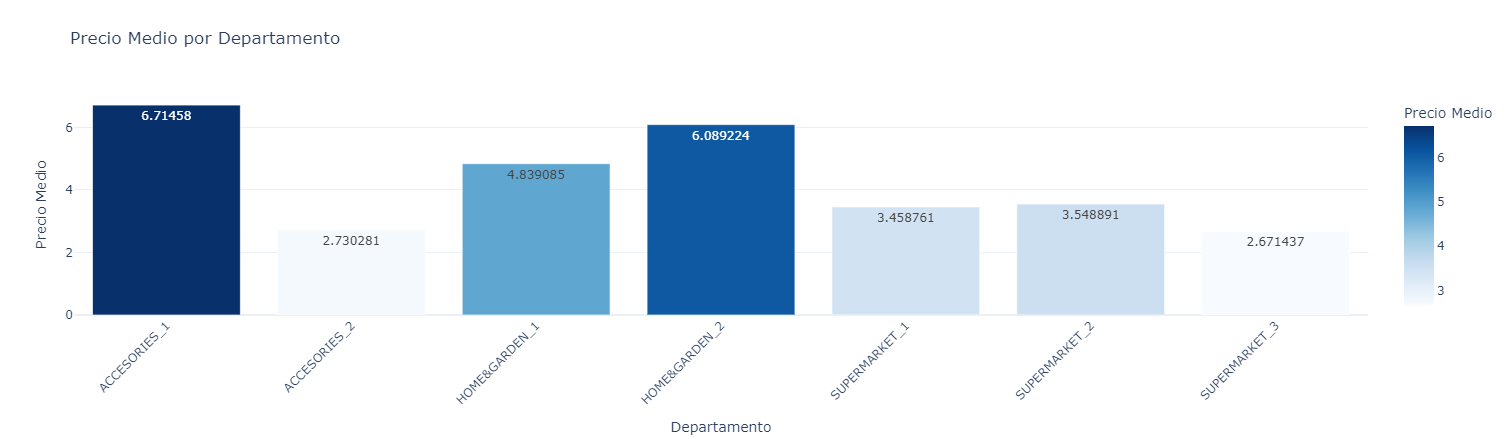 Precio Medio por Departamento
Precio Medio
6
4
2
0
6.71458
2.730281
4.839085
6.089224
3.458761
3.548891
2.671437
ACCESORIES_1
ACCESORIES_2
HOME&GARDEN_1
HOME&GARDEN_2
SUPERMARKET_1
SUPERMARKET_2
SUPERMARKET_3
Departamento
Precio Medio
6
5
4
3